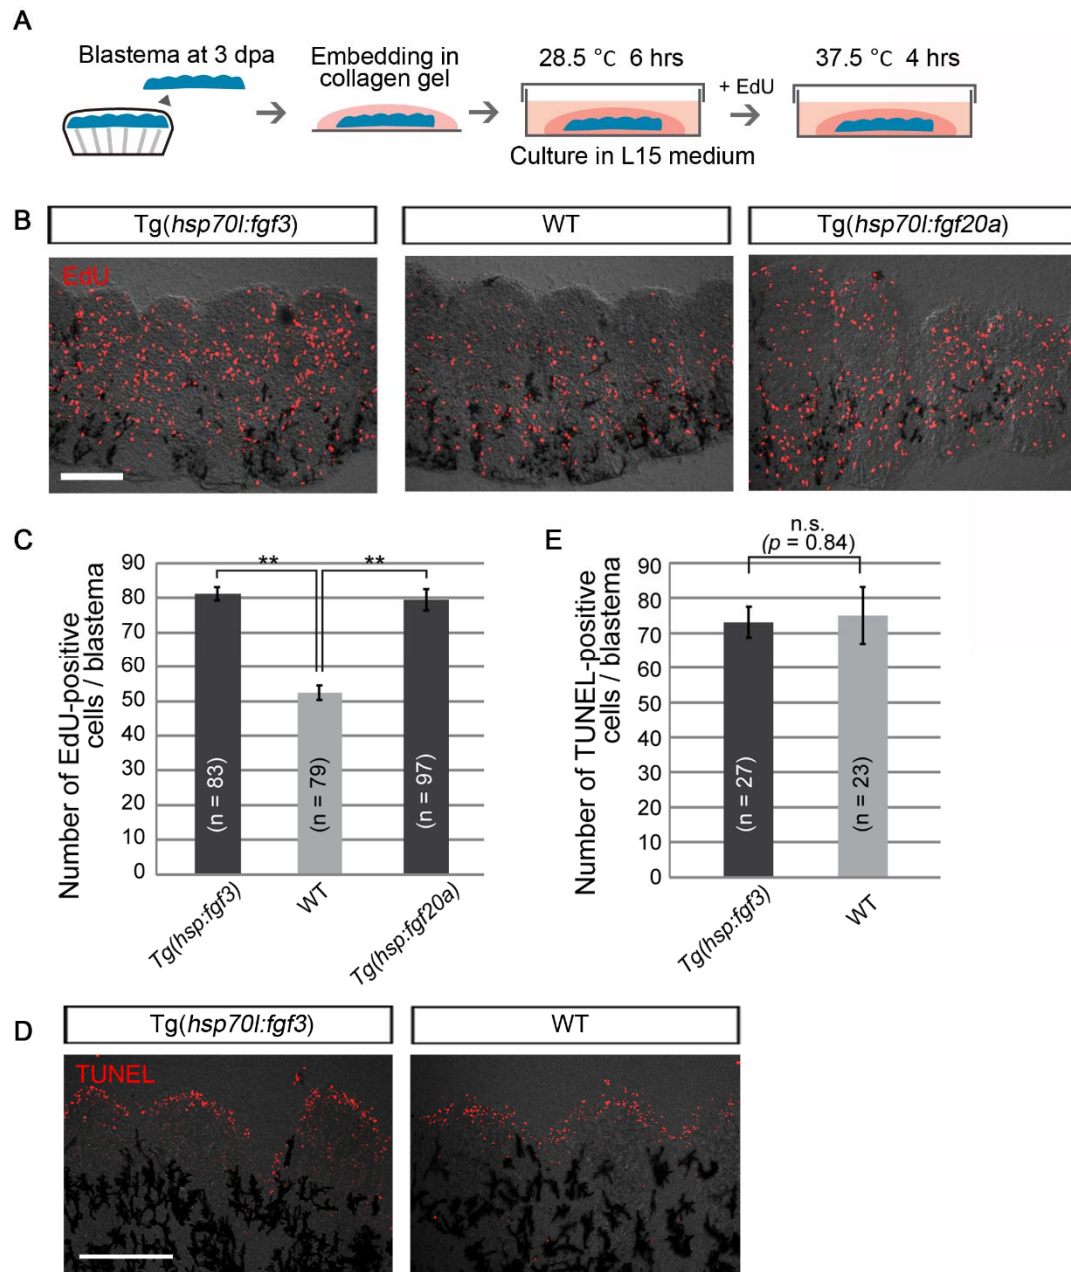 A
Blastema at 3 dpa
Embedding in
collagen gel
28.5 °C 6 hrs
+ EdU
37.5 °C 4 hrs
Culture in L15 medium
B
Tg(hsp70l:fgf3)
WT
Tg(hsp70l:fgf20a)
EdU
C
Number of EdU-positive
cells / blastema
90
80
70
60
50
40
30
20
10
0
**
**
(n = 83)
(n = 79)
(n = 97)
Tg(hsp:fgf3)
WT
Tg(hsp:fgf20a)
E
n.s.
(p = 0.84)
Number of TUNEL-positive
cells / blastema
90
80
70
60
50
40
30
20
10
0
(n = 27)
(n = 23)
Tg(hsp:fgf3)
WT
D
Tg(hsp70l:fgf3)
WT
TUNEL